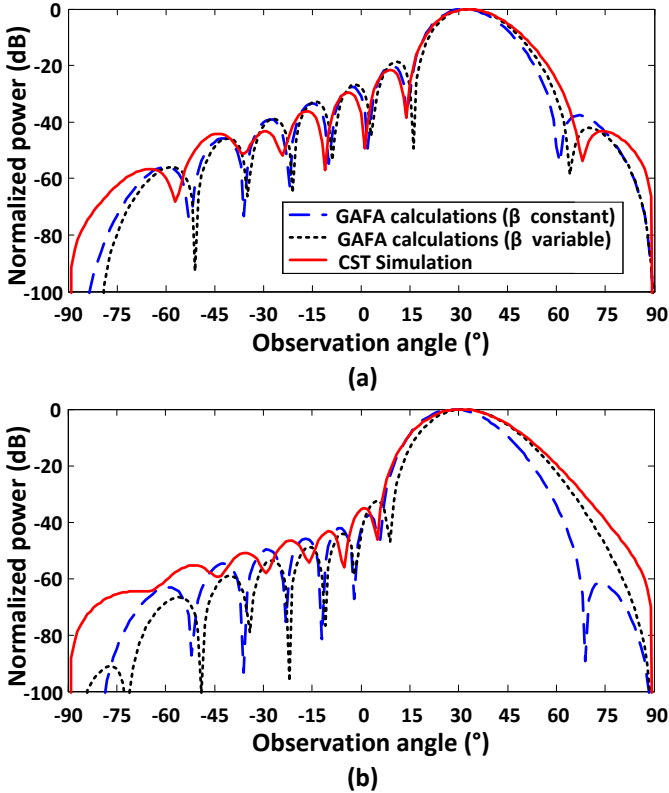 0
-20
-40
-60
-80
-100
Normalized power (dB)
GAFA calculations (β constant)
GAFA calculations (β variable)
CST Simulation
-90 -75 -60 -45 -30 -15 0 15 30 45 60 75 90
Observation angle (°)
(a)
0
-20
-40
-60
-80
-100
Normalized power (dB)
-90 -75 -60 -45 -30 -15 0 15 30 45 60 75 90
Observation angle (°)
(b)